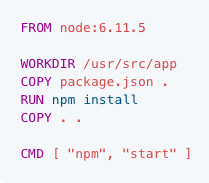 FROM node:6.11.5
WORKDIR /usr/src/app
COPY package.json .
RUN npm install
COPY . .
CMD [ "npm", "start" ]